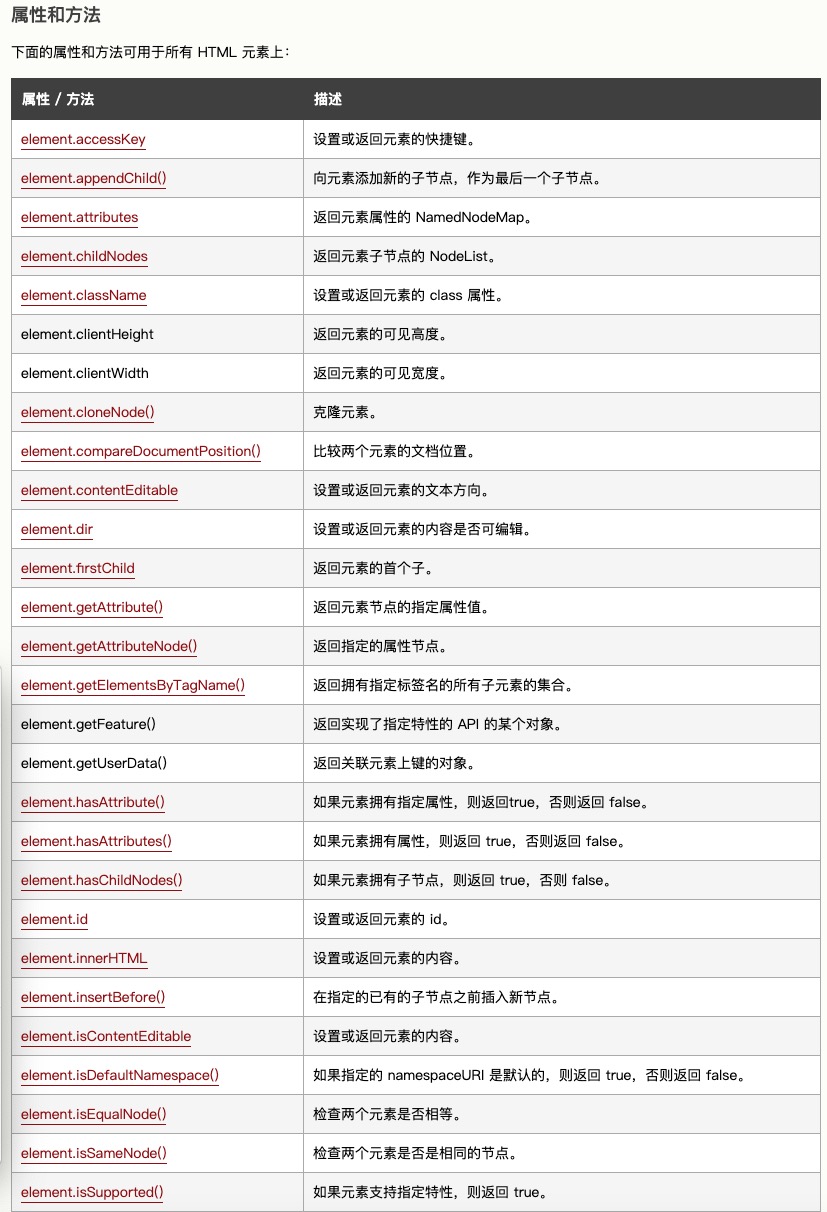 属性和方法
下面的属性和方法可用于所有 HTML 元素上：
属性 / 方法 描述
element.accessKey 设置或返回元素的快捷键。
element.appendChild() 向元素添加新的子节点，作为最后一个子节点。
element.attributes 返回元素属性的 NamedNodeMap。
element.childNodes 返回元素子节点的 NodeList。
element.className 设置或返回元素的 class 属性。
element.clientHeight 返回元素的可见高度。
element.clientWidth 返回元素的可见宽度。
element.cloneNode() 克隆元素。
element.compareDocumentPosition() 比较两个元素的文档位置。
element.contentEditable 设置或返回元素的文本方向。
element.dir 设置或返回元素的内容是否可编辑。
element.firstChild 返回元素的首个子。
element.getAttribute() 返回元素节点的指定属性值。
element.getAttributeNode() 返回指定的属性节点。
element.getElementsByTagName() 返回拥有指定标签名的所有子元素的集合。
element.getFeature() 返回实现了指定特性的 API 的某个对象。
element.getUserData() 返回关联元素上键的对象。
element.hasAttribute() 如果元素拥有指定属性，则返回true，否则返回 false。
element.hasAttributes() 如果元素拥有属性，则返回 true，否则返回 false。
element.hasChildNodes() 如果元素拥有子节点，则返回 true，否则 false。
element.id 设置或返回元素的 id。
element.innerHTML 设置或返回元素的内容。
element.insertBefore() 在指定的已有的子节点之前插入新节点。
element.isContentEditable 设置或返回元素的内容。
element.isDefaultNamespace() 如果指定的 namespaceURI 是默认的，则返回 true，否则返回 false。
element.isEqualNode() 检查两个元素是否相等。
element.isSameNode() 检查两个元素是否是相同的节点。
element.isSupported() 如果元素支持指定特性，则返回 true。